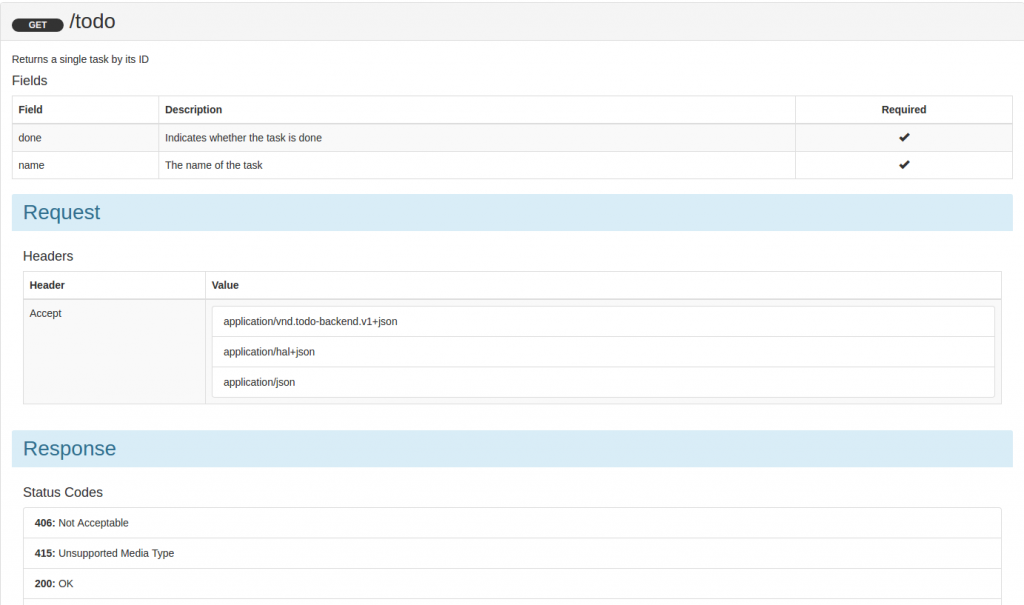 GET /todo
Returns a single task by its ID
Fields
Field Description Required
done Indicates whether the task is done
name The name of the task
Request
Headers
Header Value
Accept application/vnd.todo-backend.v1+json
application/hal+json
application/json
Response
Status Codes
406: Not Acceptable
415: Unsupported Media Type
200: OK